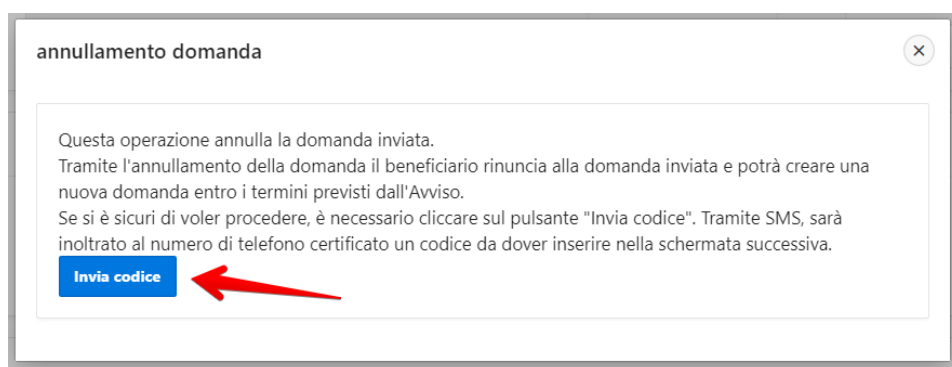 annullamento domanda
Questa operazione annulla la domanda inviata.
Tramite l'annullamento della domanda il beneficiario rinuncia alla domanda inviata e potrà creare una
nuova domanda entro i termini previsti dall'Avviso.
Se si è sicuri di voler procedere, è necessario cliccare sul pulsante "Invia codice". Tramite SMS, sarà
inoltrato al numero di telefono certificato un codice da dover inserire nella schermata successiva.
Invia codice